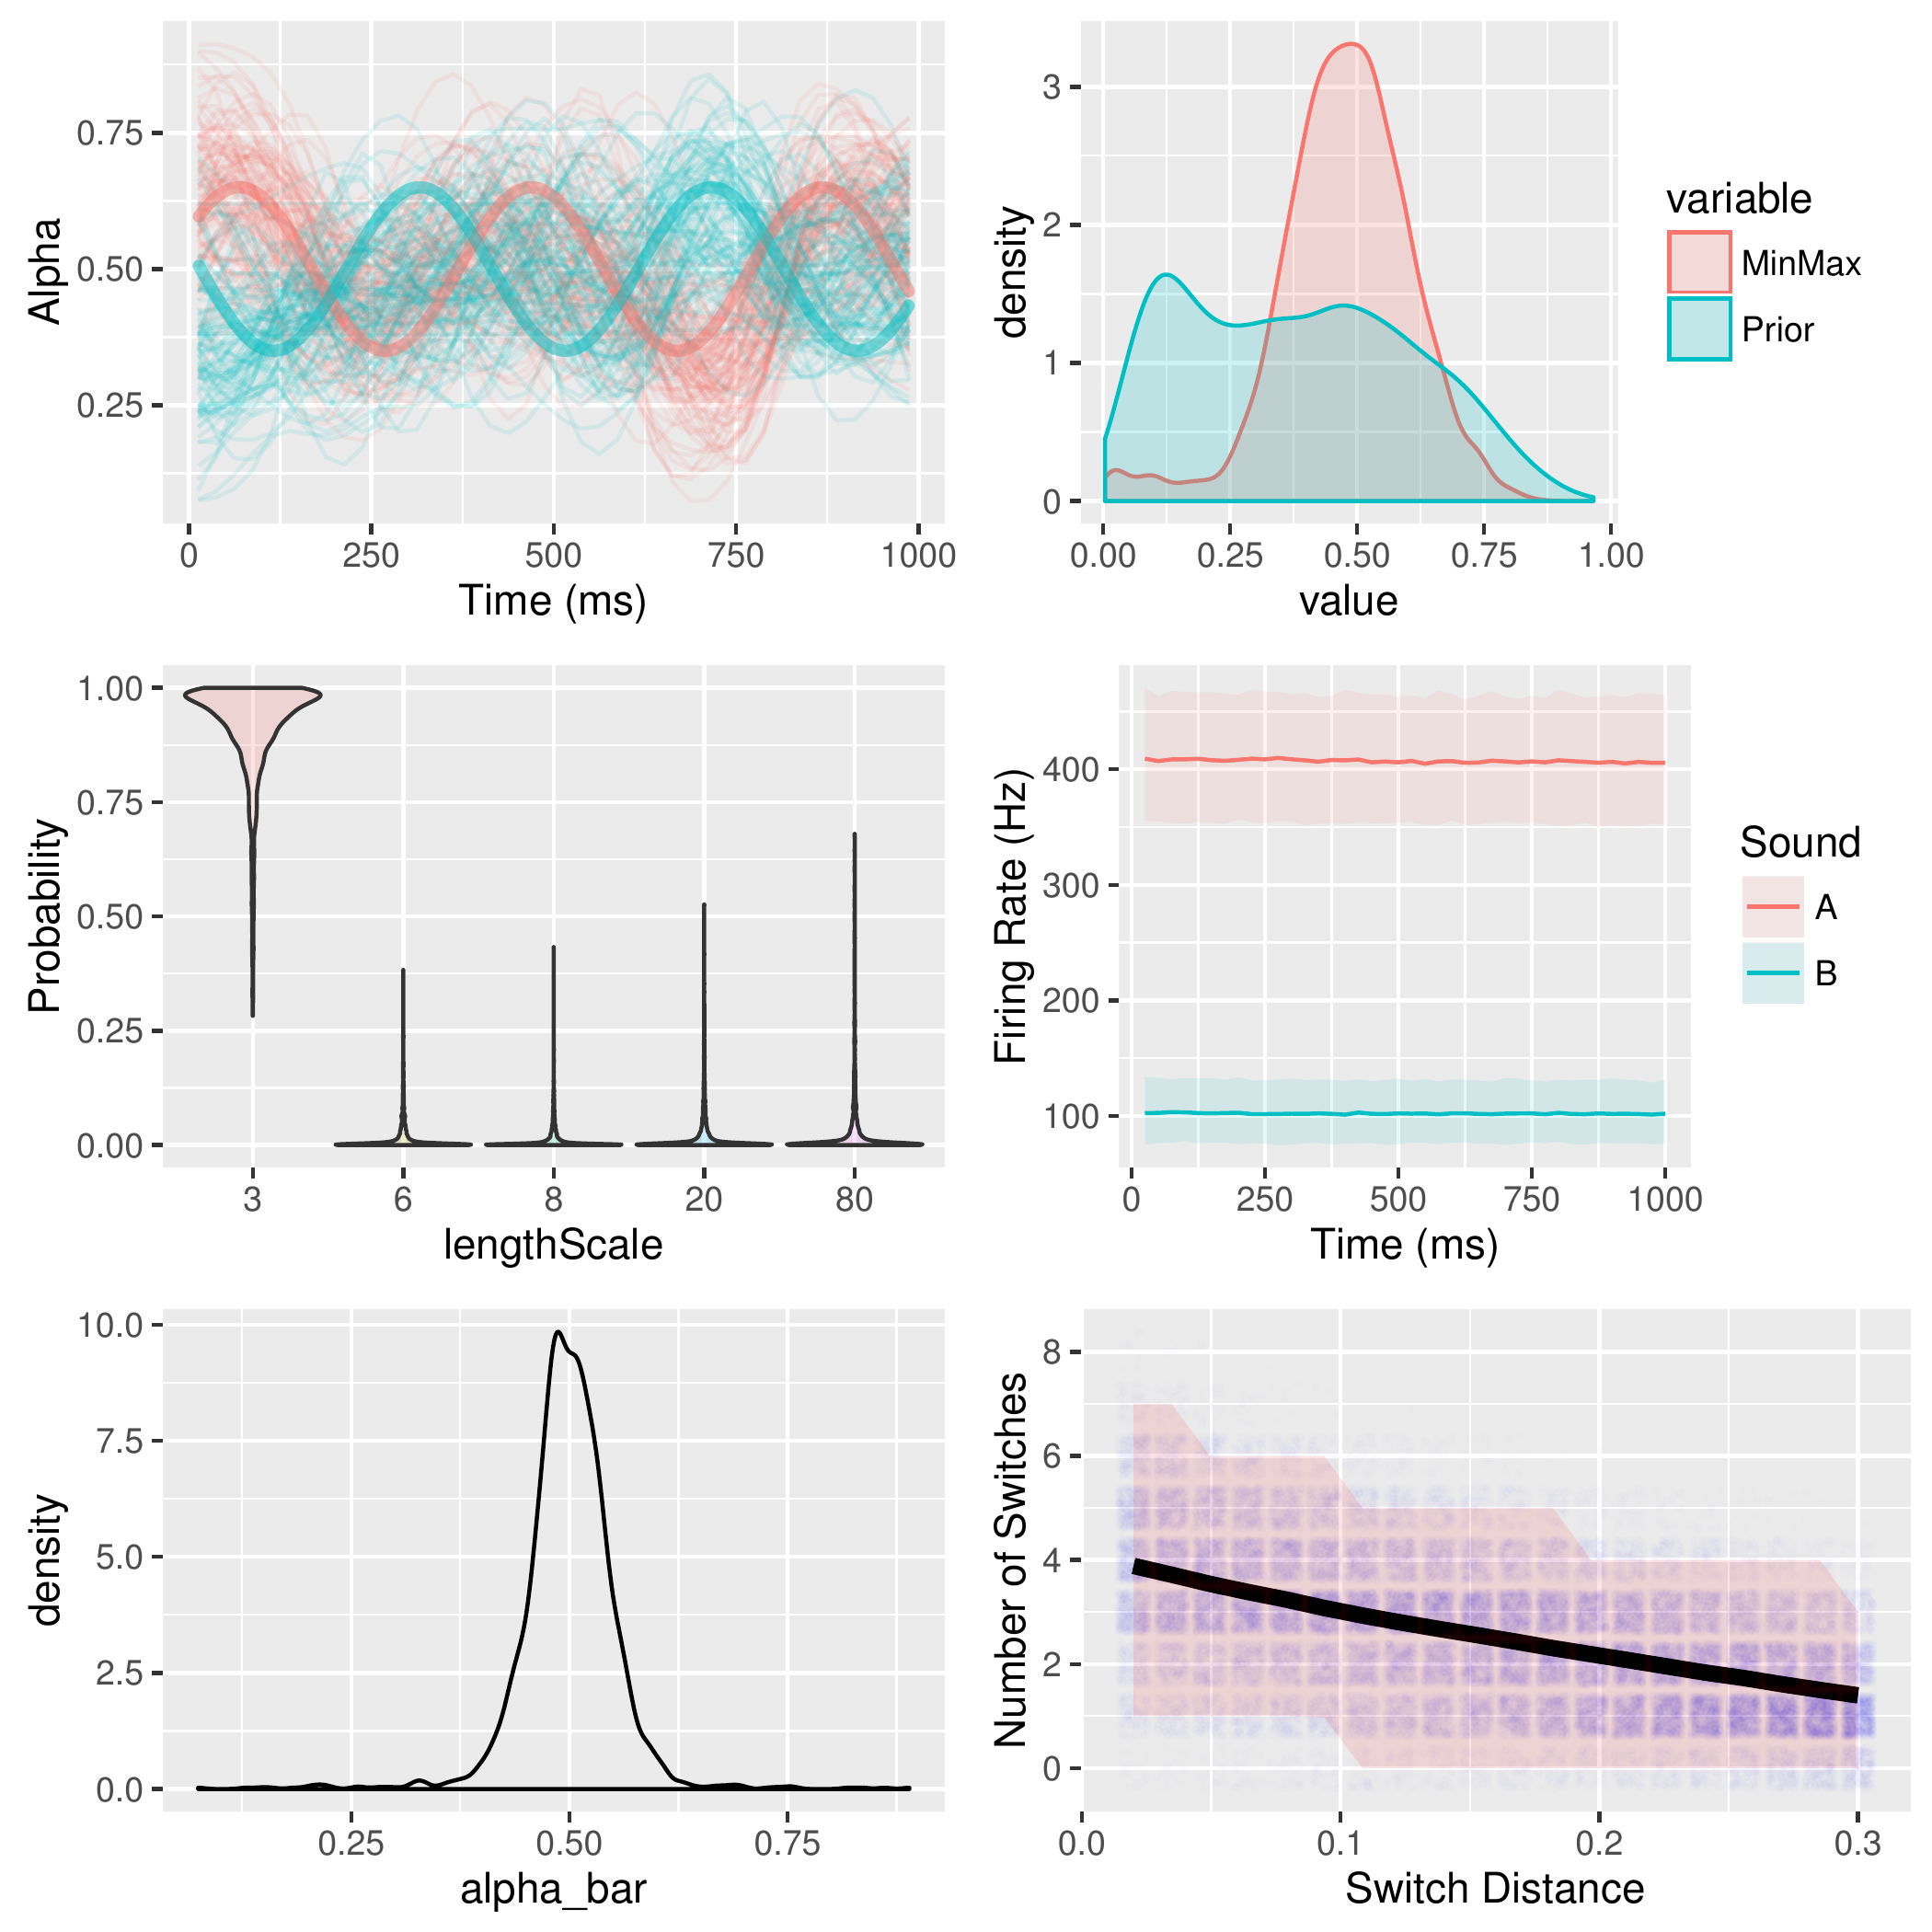 0.75
0.50
0.25
Alpha
0 250 500 750 1000
Time (ms)
3
2
1
0
density
0.00 0.25 0.50 0.75 1.00
value
variable
MinMax
Prior
1.00
0.75
0.50
0.25
0.00
Probability
3 6 8 20 80
lengthScale
400
300
200
100
Firing Rate (Hz)
0 250 500 750 1000
Time (ms)
Sound
A
B
10.0
7.5
5.0
2.5
0.0
density
0.25 0.50 0.75
alpha_bar
8
6
4
2
0
Number of Switches
0.0 0.1 0.2 0.3
Switch Distance